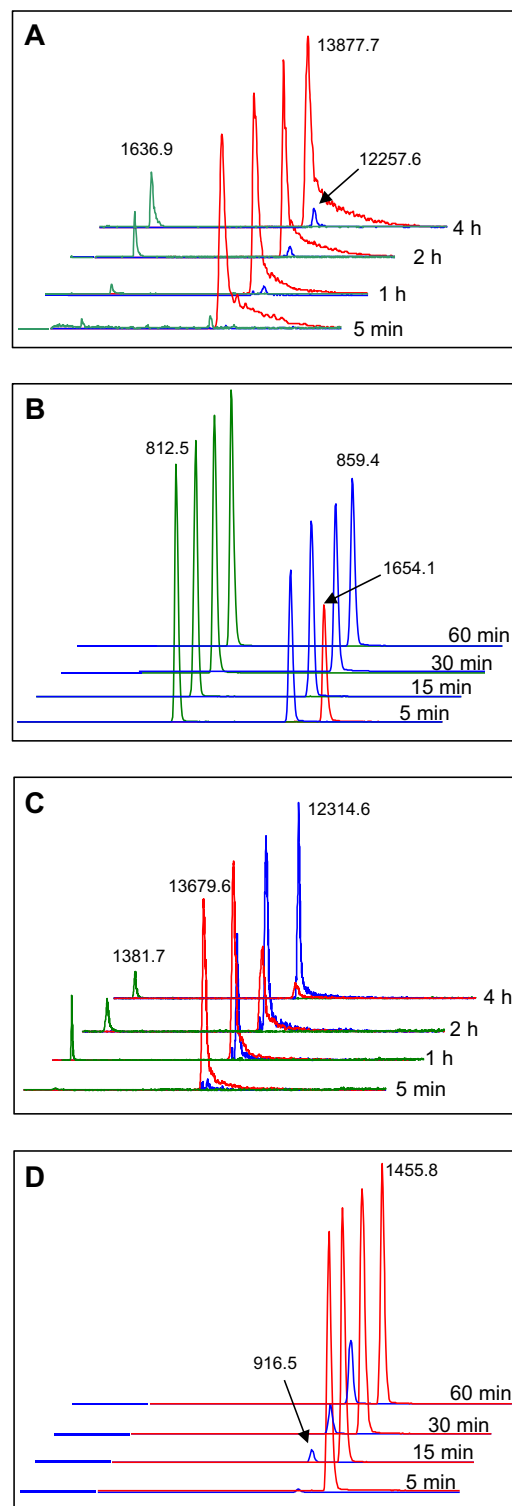 A
13877.7
1636.9
12257.6
4 h
2 h
1 h
5 min
B
812.5
859.4
1654.1
60 min
30 min
15 min
5 min
C
12314.6
13679.6
1381.7
4 h
2 h
1 h
5 min
D
1455.8
916.5
60 min
30 min
15 min
5 min